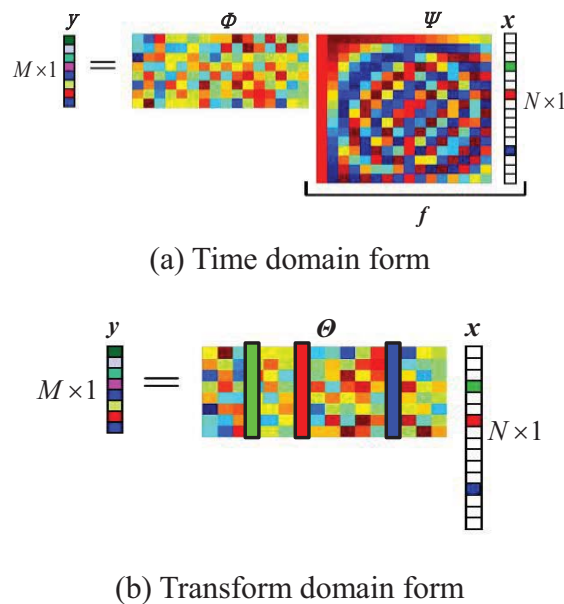 y Φ Ψ x
M×1 = N×1
f
(a) Time domain form
y Θ x
M×1 = N×1
(b) Transform domain form